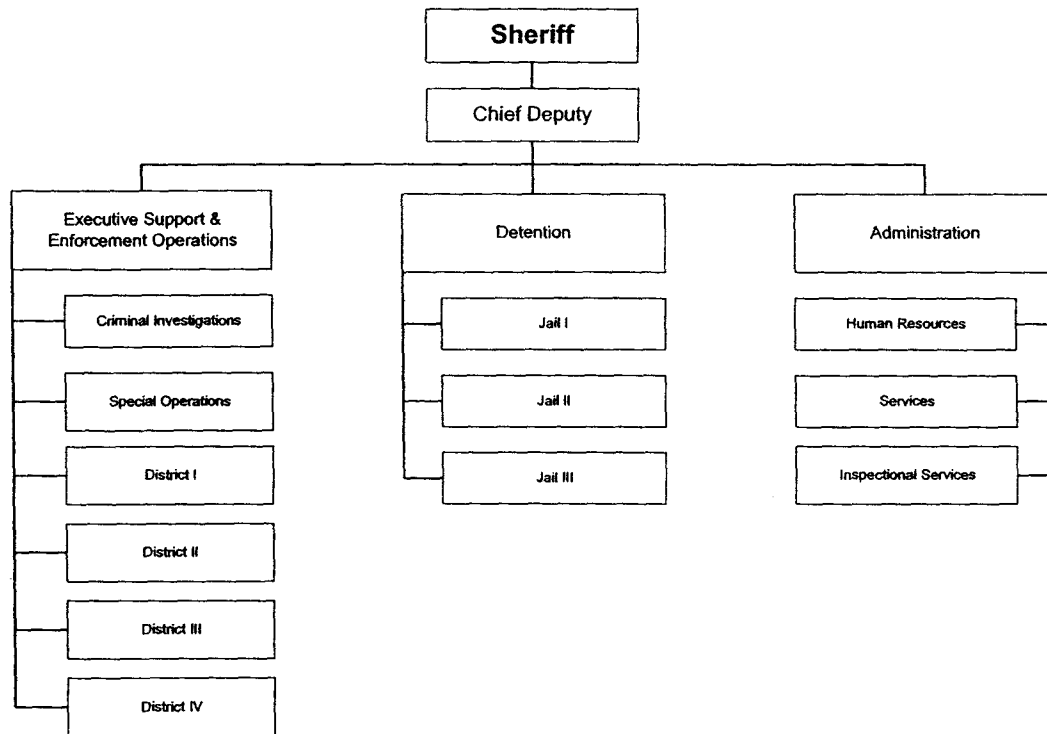 Sheriff
Chief Deputy
Executive Support &
Enforcement Operations
Criminal Investigations
Special Operations
District I
District II
District III
District IV
Detention
Jail I
Jail II
Jail III
Administration
Human Resources
Services
Inspectional Services